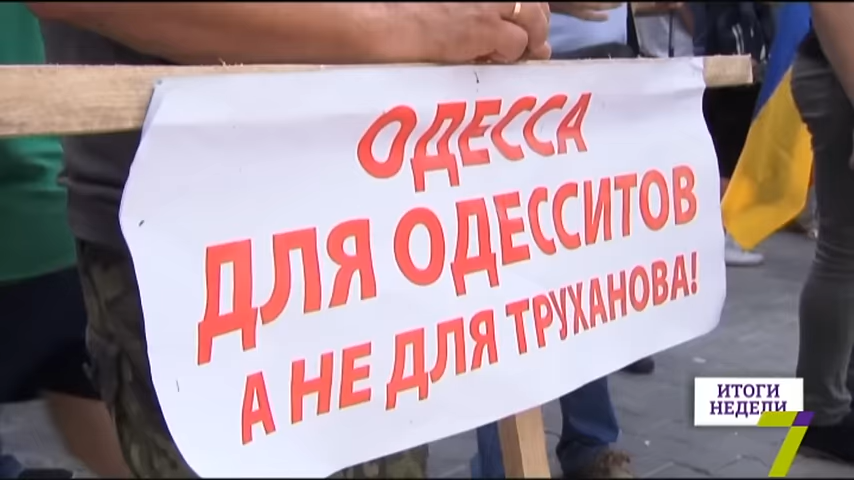 ОДЕССА
ДЛЯ ОДЕССИТОВ
А НЕ ДЛЯ ТРУХАНОВА!
ИТОГИ
НЕДЕЛИ
7